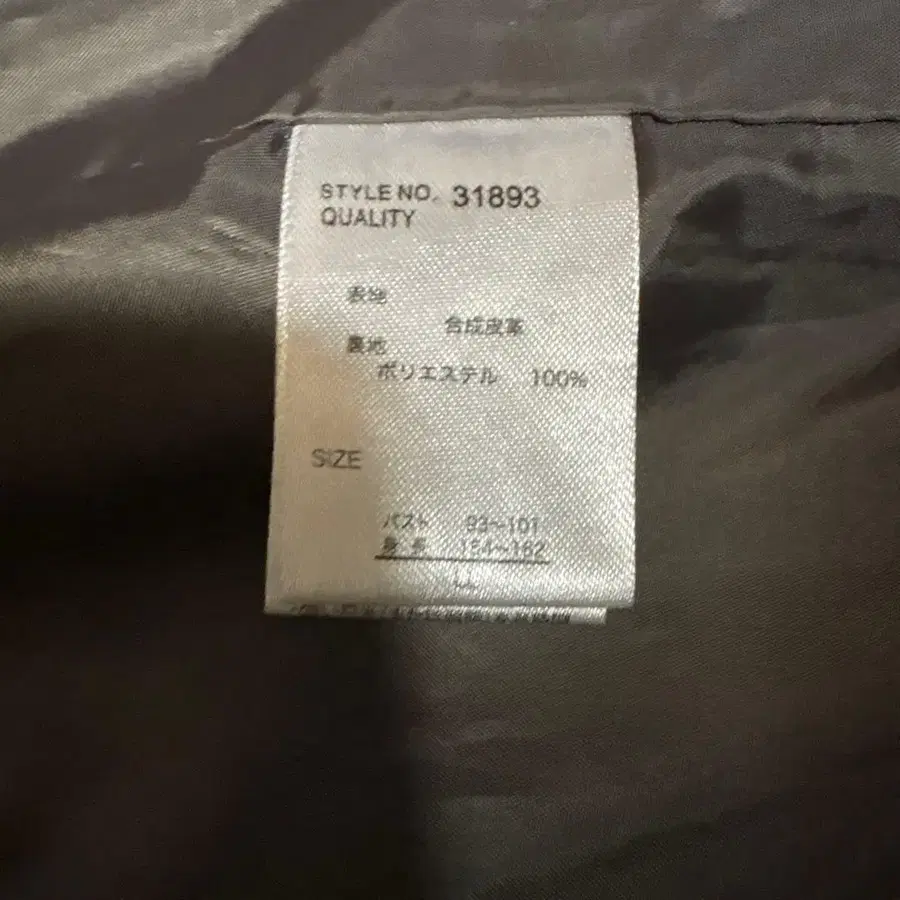 STYLE NO. 31893
QUALITY
表地
合成皮革
裏地
ポリエステル 100%
SIZE
バスト 93~101
身 長 154~162